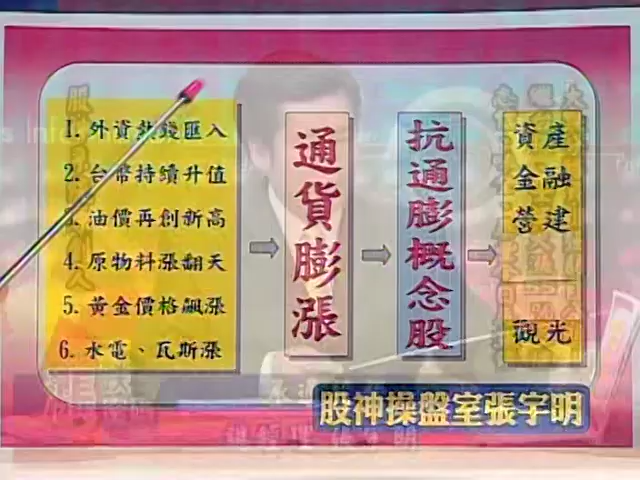 1. 外資熱錢匯入
2. 台幣持續升值
3. 油價再創新高
4. 原物料漲翻天
5. 黃金價格飆漲
6. 水電、瓦斯漲
通貨膨漲
抗通膨概念股
資產
金融
營建
觀光
股神操盤室張宇明